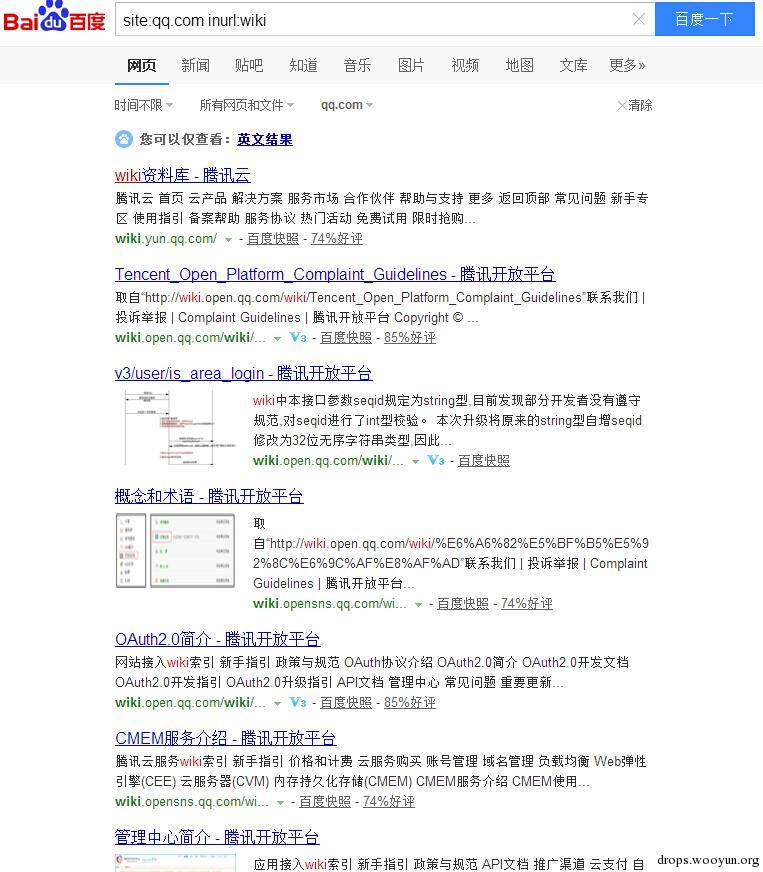 Bai du 百度 site:qq.com inurl:wiki 百度一下
网页 新闻 贴吧 知道 音乐 图片 视频 地图 文库 更多»
时间不限 所有网页和文件 qq.com 清除
您可以仅查看：英文结果
wiki资料库 - 腾讯云
腾讯云 首页 云产品 解决方案 服务市场 合作伙伴 帮助与支持 更多 返回顶部 常见问题 新手专
区 使用指引 备案帮助 服务协议 热门活动 免费试用 限时抢购...
wiki.yun.qq.com/ - 百度快照 - 74%好评
Tencent_Open_Platform_Complaint_Guidelines - 腾讯开放平台
取自“http://wiki.open.qq.com/wiki/Tencent_Open_Platform_Complaint_Guidelines”联系我们 |
投诉举报 | Complaint Guidelines | 腾讯开放平台 Copyright © ...
wiki.open.qq.com/wiki/... V3 - 百度快照 - 85%好评
v3/user/is_area_login - 腾讯开放平台
wiki中本接口参数seqid规定为string型,目前发现部分开发者没有遵守
规范,对seqid进行了int型校验。 本次升级将原来的string型自增seqid
修改为32位无序字符串类型,因此...
wiki.open.qq.com/wiki/... V3 - 百度快照
概念和术语 - 腾讯开放平台
取
自“http://wiki.open.qq.com/wiki/%E6%A6%82%E5%BF%B5%E5%9
2%8C%E6%9C%AF%E8%AF%AD”联系我们 | 投诉举报 | Complaint
Guidelines | 腾讯开放平台...
wiki.opensns.qq.com/wi... - 百度快照 - 74%好评
OAuth2.0简介 - 腾讯开放平台
网站接入wiki索引 新手指引 政策与规范 OAuth协议介绍 OAuth2.0简介 OAuth2.0开发文档
OAuth2.0开发指引 OAuth2.0升级指引 API文档 管理中心 常见问题 重要更新...
wiki.open.qq.com/wiki/... V3 - 百度快照 - 85%好评
CMEM服务介绍 - 腾讯开放平台
腾讯云服务wiki索引 新手指引 价格和计费 云服务购买 账号管理 域名管理 负载均衡 Web弹性
引擎(CEE) 云服务器(CVM) 内存持久化存储(CMEM) CMEM服务介绍 CMEM使用...
wiki.opensns.qq.com/wi... - 百度快照 - 74%好评
管理中心简介 - 腾讯开放平台
应用接入wiki索引 新手指引 政策与规范 API文档 推广渠道 云支付 自
drops.wooyun.org